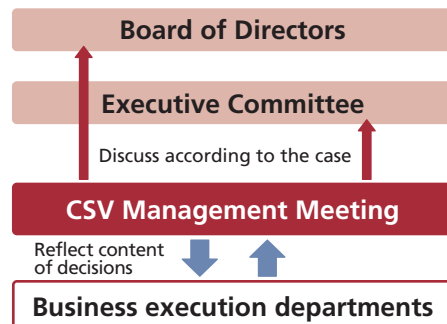 Board of Directors
Executive Committee
Discuss according to the case
CSV Management Meeting
Reflect content
of decisions
Business execution departments